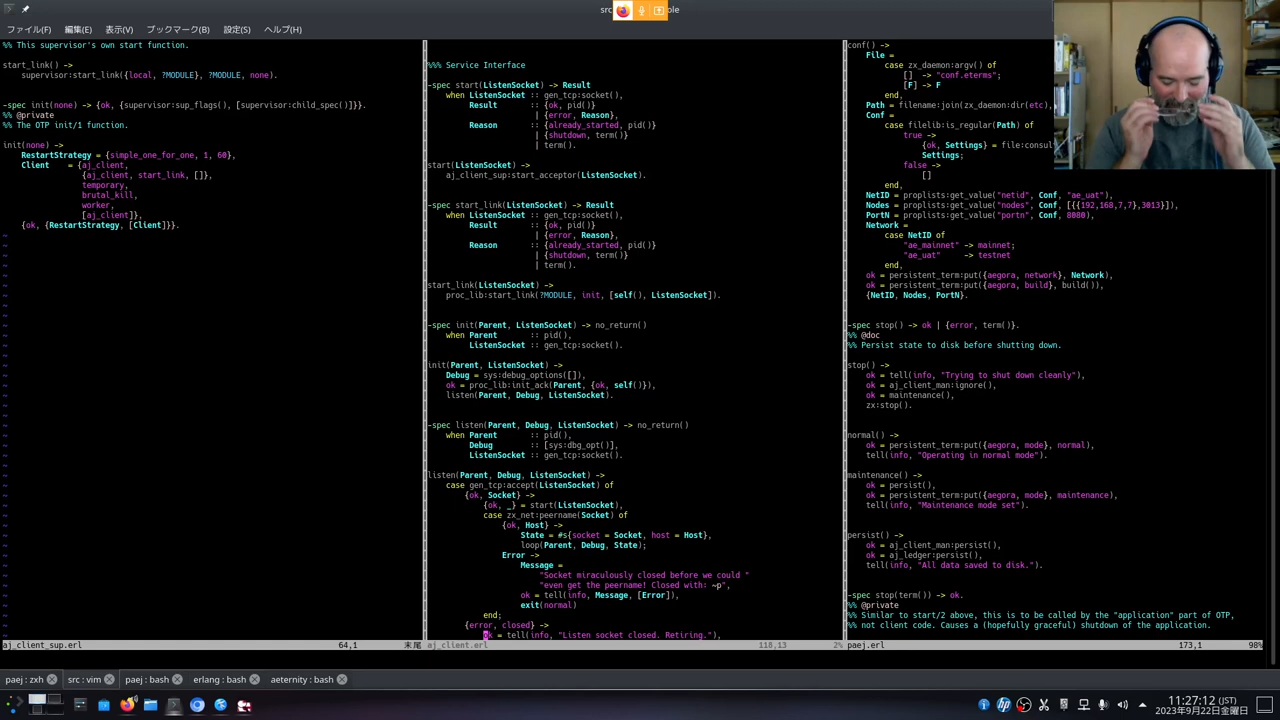 src
ole
ファイル(F)
編集(E)
表示(V)
ブックマーク(B)
設定(S)
ヘルプ(H)
%% This supervisor's own start function.
start_link() ->
supervisor:start_link({local, ?MODULE}, ?MODULE, none).
-spec init(none) -> {ok, {supervisor:sup_flags(), [supervisor:child_spec()]}}.
%% @private
%% The OTP init/1 function.
init(none) ->
RestartStrategy = {simple_one_for_one, 1, 60},
Client    = {aj_client,
{aj_client, start_link, []},
temporary,
brutal_kill,
worker,
[aj_client]},
{ok, {RestartStrategy, [Client]}}.
aj_client_sup.erl 64,1 末尾
%%% Service Interface
-spec start(ListenSocket) -> Result
when ListenSocket :: gen_tcp:socket(),
Result       :: {ok, pid()}
| {error, Reason},
Reason       :: {already_started, pid()}
| {shutdown, term()}
| term().
start(ListenSocket) ->
aj_client_sup:start_acceptor(ListenSocket).
-spec start_link(ListenSocket) -> Result
when ListenSocket :: gen_tcp:socket(),
Result       :: {ok, pid()}
| {error, Reason},
Reason       :: {already_started, pid()}
| {shutdown, term()}
| term().
start_link(ListenSocket) ->
proc_lib:start_link(?MODULE, init, [self(), ListenSocket]).
-spec init(Parent, ListenSocket) -> no_return()
when Parent       :: pid(),
ListenSocket :: gen_tcp:socket().
init(Parent, ListenSocket) ->
Debug = sys:debug_options([]),
ok = proc_lib:init_ack(Parent, {ok, self()}),
listen(Parent, Debug, ListenSocket).
-spec listen(Parent, Debug, ListenSocket) -> no_return()
when Parent       :: pid(),
Debug        :: [sys:dbg_opt()],
ListenSocket :: gen_tcp:socket().
listen(Parent, Debug, ListenSocket) ->
case gen_tcp:accept(ListenSocket) of
{ok, Socket} ->
{ok, _} = start(ListenSocket),
case zx_net:peername(Socket) of
{ok, Host} ->
State = #s{socket = Socket, host = Host},
loop(Parent, Debug, State);
Error ->
Message =
"Socket miraculously closed before we could "
"even get the peername! Closed with: ~p",
ok = tell(info, Message, [Error]),
exit(normal)
end;
{error, closed} ->
ok = tell(info, "Listen socket closed. Retiring."),
aj_client.erl 118,13 2%
conf() ->
File =
case zx_daemon:argv() of
[]  -> "conf.eterms";
[F] -> F
end,
Path = filename:join(zx_daemon:dir(etc),
Conf =
case filelib:is_regular(Path) of
true ->
{ok, Settings} = file:consul
Settings;
false ->
[]
end,
NetID = proplists:get_value("netid", Conf, "ae_uat"),
Nodes = proplists:get_value("nodes", Conf, [{{192,168,7,7},3013}]),
PortN = proplists:get_value("portn", Conf, 8080),
Network =
case NetID of
"ae_mainnet" -> mainnet;
"ae_uat"     -> testnet
end,
ok = persistent_term:put({aegora, network}, Network),
ok = persistent_term:put({aegora, build}, build()),
{NetID, Nodes, PortN}.
-spec stop() -> ok | {error, term()}.
%% @doc
%% Persist state to disk before shutting down.
stop() ->
ok = tell(info, "Trying to shut down cleanly"),
ok = aj_client_man:ignore(),
ok = maintenance(),
zx:stop().
normal() ->
ok = persistent_term:put({aegora, mode}, normal),
tell(info, "Operating in normal mode").
maintenance() ->
ok = persist(),
ok = persistent_term:put({aegora, mode}, maintenance),
tell(info, "Maintenance mode set").
persist() ->
ok = aj_client_man:persist(),
ok = aj_ledger:persist(),
tell(info, "All data saved to disk.").
-spec stop(term()) -> ok.
%% @private
%% Similar to start/2 above, this is to be called by the "application" part of OTP,
%% not client code. Causes a (hopefully graceful) shutdown of the application.
paej.erl 173,1 98%
paej : zxh
src : vim
paej : bash
erlang : bash
aeternity : bash
11:27:12 (JST)
2023年9月22日金曜日